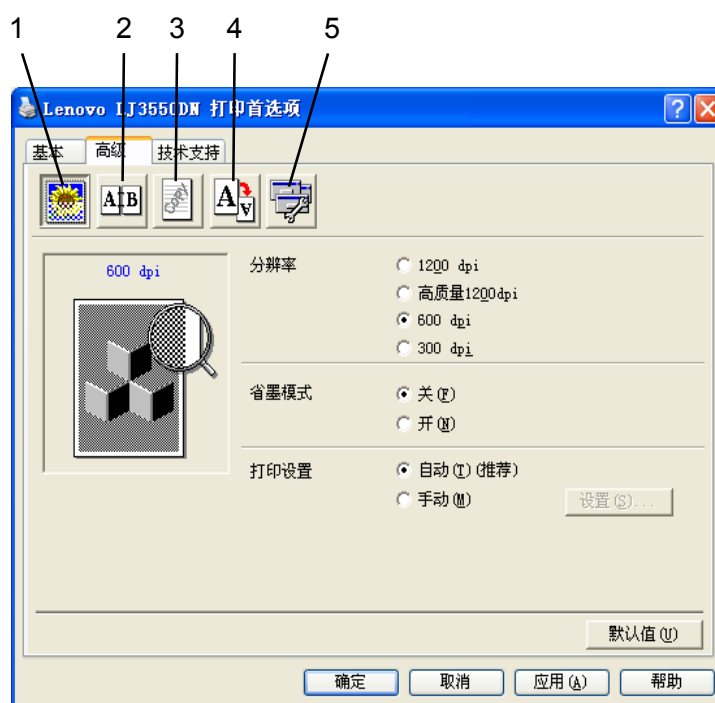 1 2 3 4 5
Lenovo LJ3550DN 打印首选项
基本 高级 技术支持
A B COPY A A
600 dpi
分辨率
1200 dpi
高质量1200dpi
600 dpi
300 dpi
省墨模式
关(F)
开(N)
打印设置
自动(T)(推荐)
手动(M)
设置(S)...
默认值(U)
确定 取消 应用(A) 帮助